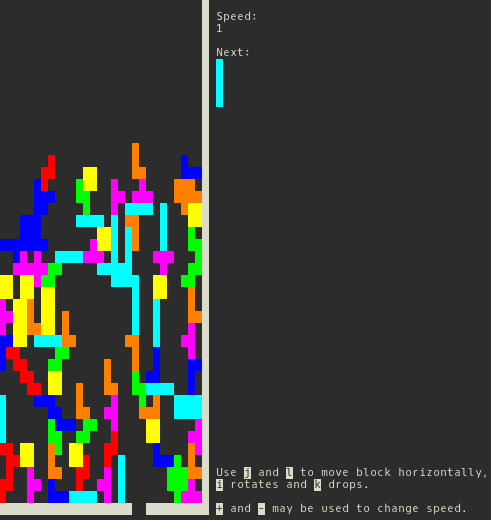 Speed:
1
Next:
Use j and l to move block horizontally,
i rotates and k drops.
+ and - may be used to change speed.